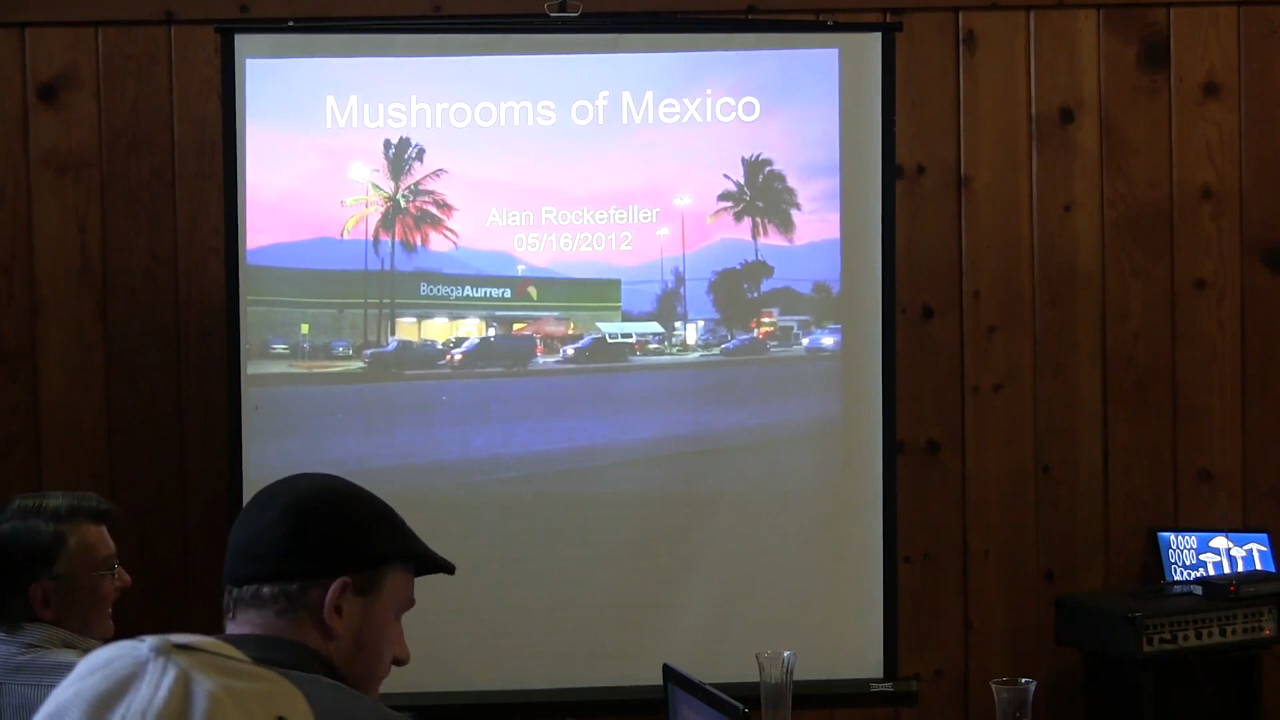 Mushrooms of Mexico
Alan Rockefeller
05/16/2012
Bodega Aurrera